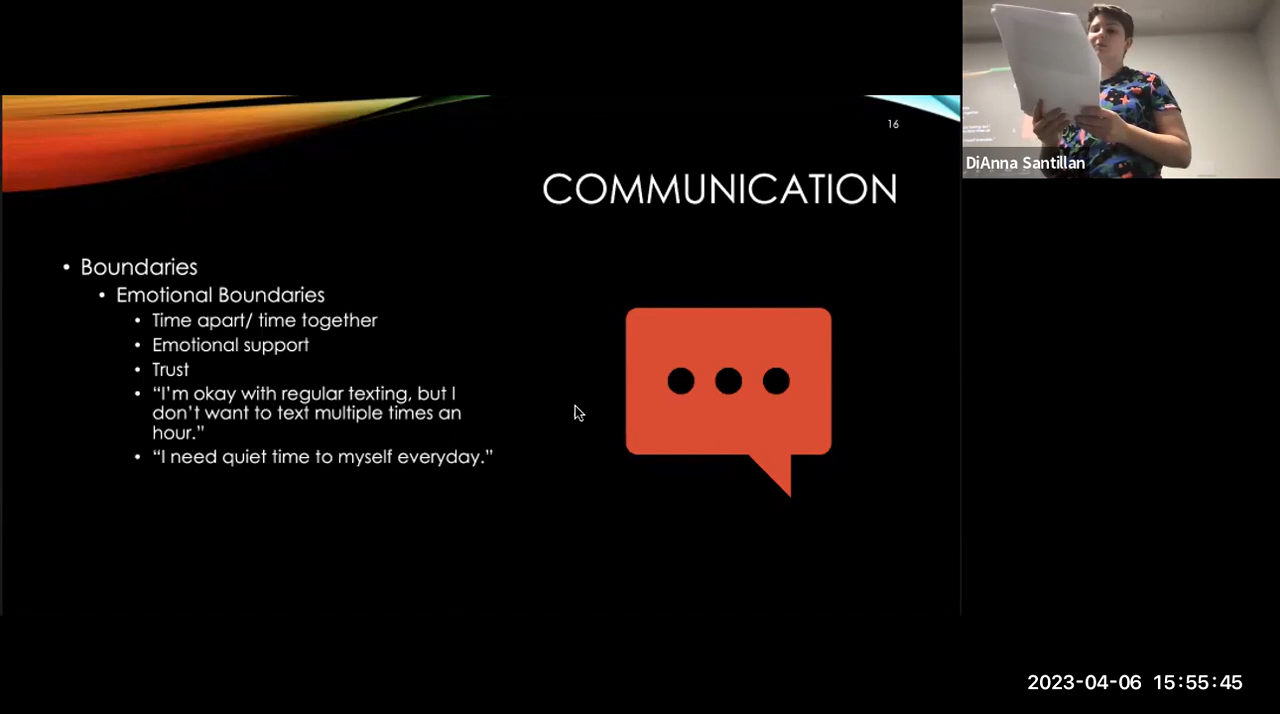 16
COMMUNICATION
• Boundaries
• Emotional Boundaries
• Time apart/ time together
• Emotional support
• Trust
• “I’m okay with regular texting, but I
don’t want to text multiple times an
hour.”
• “I need quiet time to myself everyday.”
DiAnna Santillan
2023-04-06 15:55:45